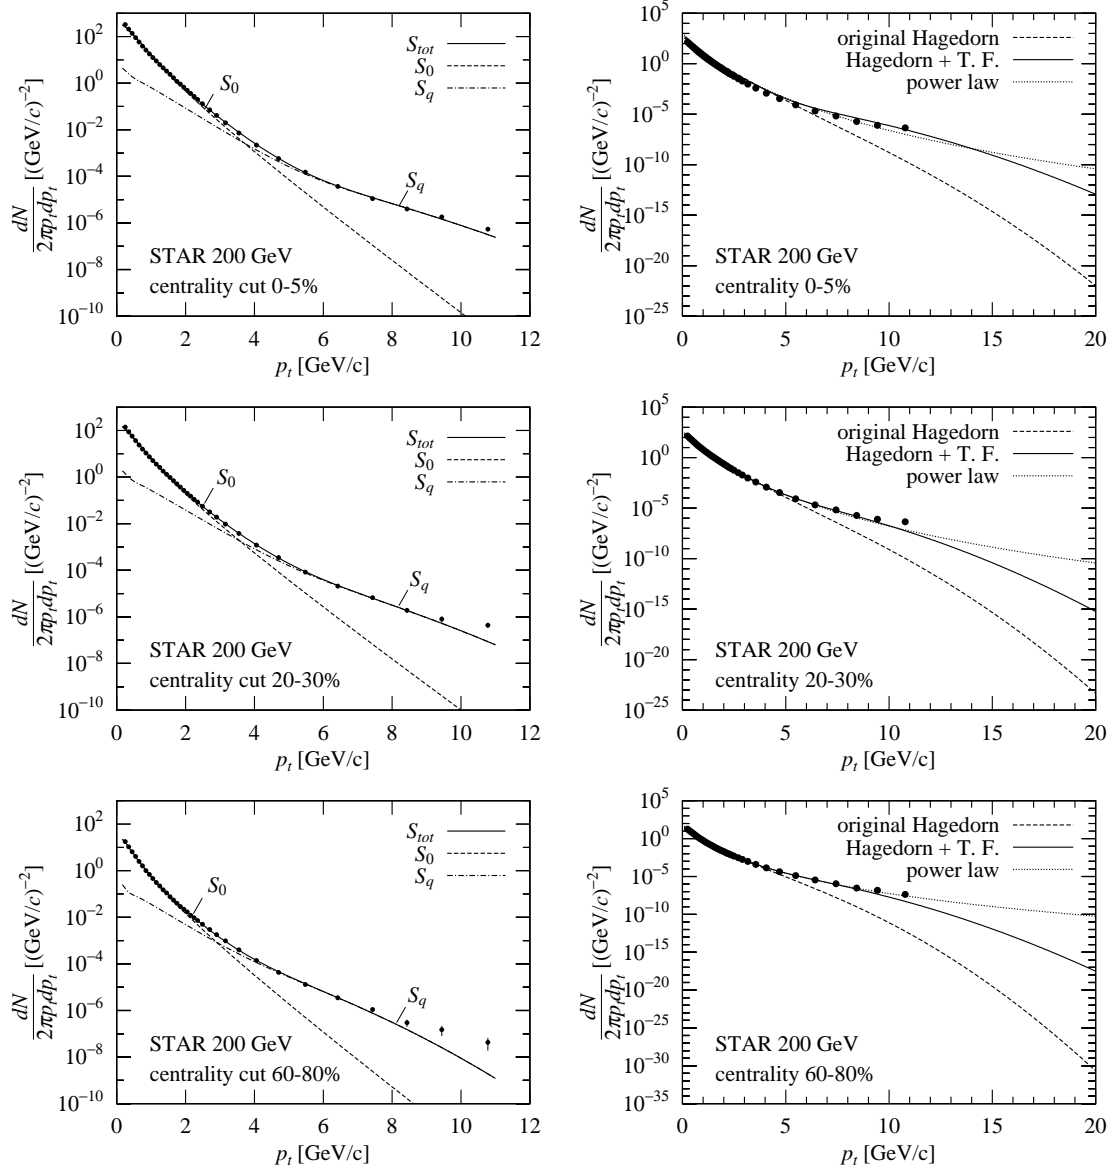 10^2
10^0
10^−2
10^−4
10^−6
10^−8
10^−10
dN/2πp_t dp_t [(GeV/c)^−2]
S_tot
S_0
S_q
S_0
S_q
STAR 200 GeV
centrality cut 0-5%
0 2 4 6 8 10 12
p_t [GeV/c]
10^5
10^0
10^−5
10^−10
10^−15
10^−20
10^−25
dN/2πp_t dp_t [(GeV/c)^−2]
original Hagedorn
Hagedorn + T. F.
power law
STAR 200 GeV
centrality 0-5%
0 5 10 15 20
p_t [GeV/c]
10^2
10^0
10^−2
10^−4
10^−6
10^−8
10^−10
dN/2πp_t dp_t [(GeV/c)^−2]
S_tot
S_0
S_q
S_0
S_q
STAR 200 GeV
centrality cut 20-30%
0 2 4 6 8 10 12
p_t [GeV/c]
10^5
10^0
10^−5
10^−10
10^−15
10^−20
10^−25
dN/2πp_t dp_t [(GeV/c)^−2]
original Hagedorn
Hagedorn + T. F.
power law
STAR 200 GeV
centrality 20-30%
0 5 10 15 20
p_t [GeV/c]
10^2
10^0
10^−2
10^−4
10^−6
10^−8
10^−10
dN/2πp_t dp_t [(GeV/c)^−2]
S_tot
S_0
S_q
S_0
S_q
STAR 200 GeV
centrality cut 60-80%
0 2 4 6 8 10 12
p_t [GeV/c]
10^5
10^0
10^−5
10^−10
10^−15
10^−20
10^−25
10^−30
10^−35
dN/2πp_t dp_t [(GeV/c)^−2]
original Hagedorn
Hagedorn + T. F.
power law
STAR 200 GeV
centrality 60-80%
0 5 10 15 20
p_t [GeV/c]